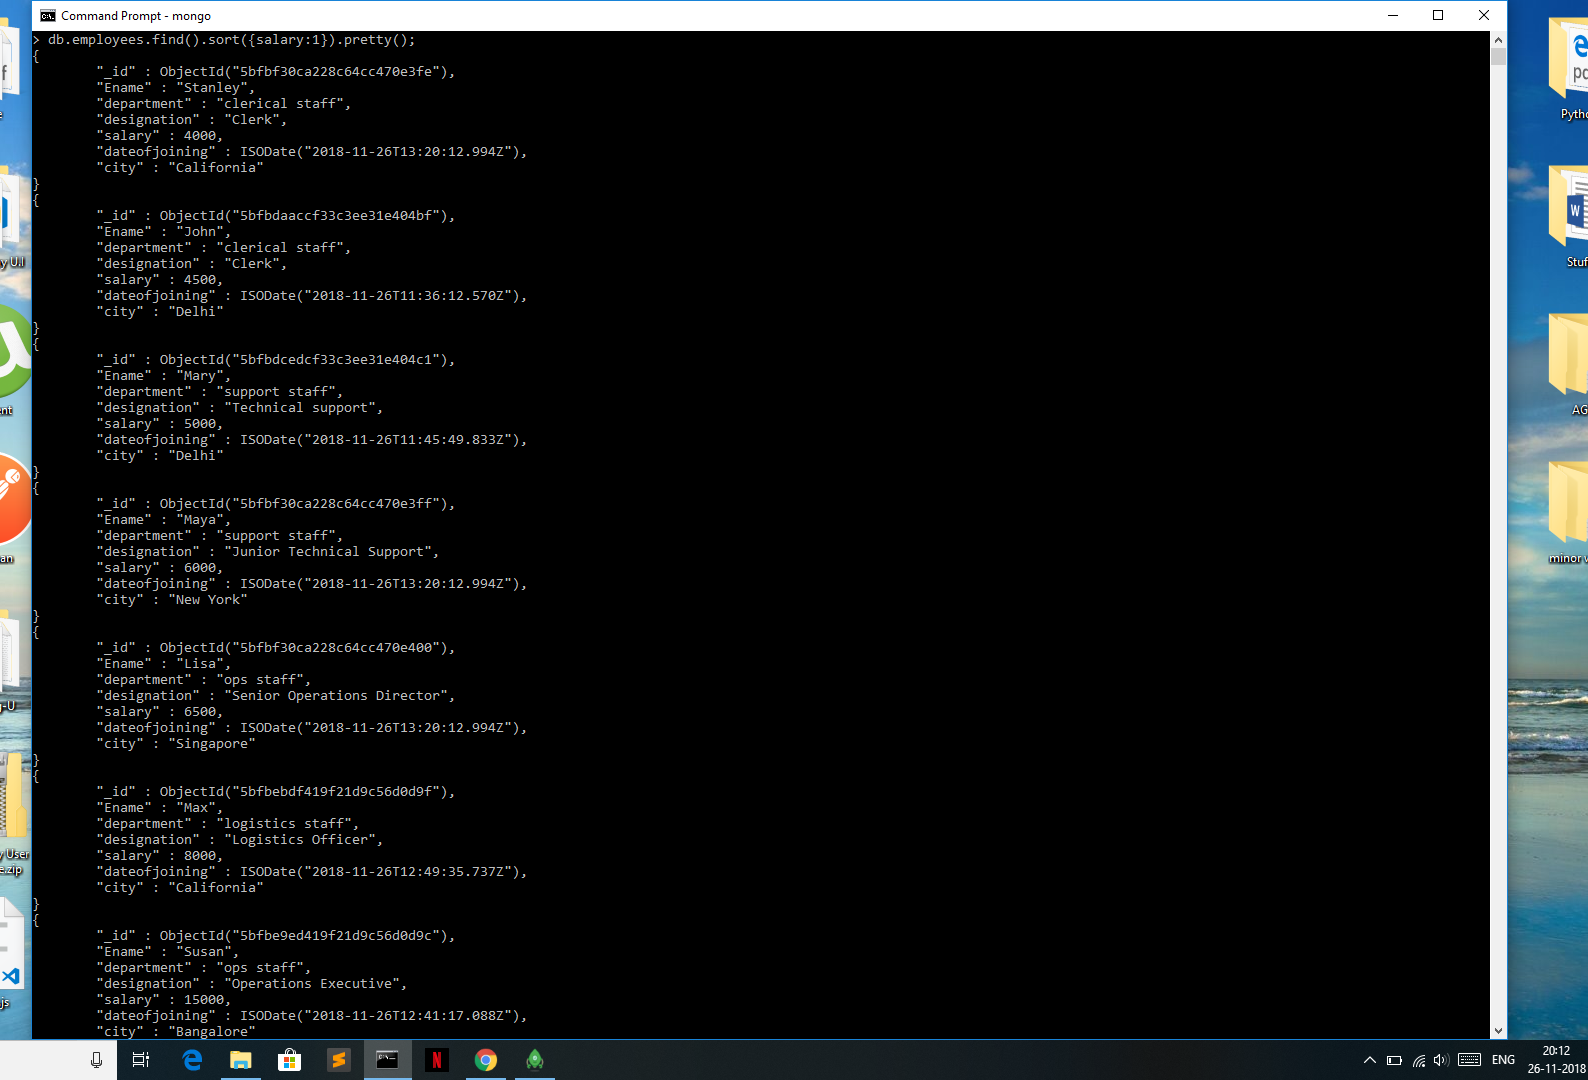 Command Prompt - mongo
> db.employees.find().sort({salary:1}).pretty();
{
"_id" : ObjectId("5bfbf30ca228c64cc470e3fe"),
"Ename" : "Stanley",
"department" : "clerical staff",
"designation" : "Clerk",
"salary" : 4000,
"dateofjoining" : ISODate("2018-11-26T13:20:12.994Z"),
"city" : "California"
}
{
"_id" : ObjectId("5bfbdaaccf33c3ee31e404bf"),
"Ename" : "John",
"department" : "clerical staff",
"designation" : "Clerk",
"salary" : 4500,
"dateofjoining" : ISODate("2018-11-26T11:36:12.570Z"),
"city" : "Delhi"
}
{
"_id" : ObjectId("5bfbdcedcf33c3ee31e404c1"),
"Ename" : "Mary",
"department" : "support staff",
"designation" : "Technical support",
"salary" : 5000,
"dateofjoining" : ISODate("2018-11-26T11:45:49.833Z"),
"city" : "Delhi"
}
{
"_id" : ObjectId("5bfbf30ca228c64cc470e3ff"),
"Ename" : "Maya",
"department" : "support staff",
"designation" : "Junior Technical Support",
"salary" : 6000,
"dateofjoining" : ISODate("2018-11-26T13:20:12.994Z"),
"city" : "New York"
}
{
"_id" : ObjectId("5bfbf30ca228c64cc470e400"),
"Ename" : "Lisa",
"department" : "ops staff",
"designation" : "Senior Operations Director",
"salary" : 6500,
"dateofjoining" : ISODate("2018-11-26T13:20:12.994Z"),
"city" : "Singapore"
}
{
"_id" : ObjectId("5bfbebdf419f21d9c56d0d9f"),
"Ename" : "Max",
"department" : "logistics staff",
"designation" : "Logistics Officer",
"salary" : 8000,
"dateofjoining" : ISODate("2018-11-26T12:49:35.737Z"),
"city" : "California"
}
{
"_id" : ObjectId("5bfbe9ed419f21d9c56d0d9c"),
"Ename" : "Susan",
"department" : "ops staff",
"designation" : "Operations Executive",
"salary" : 15000,
"dateofjoining" : ISODate("2018-11-26T12:41:17.088Z"),
"city" : "Bangalore"
y U.I
ent
an
g-U
y User
e.zip
js
Pytho
Stuf
AG
minor
ENG
20:12
26-11-2018